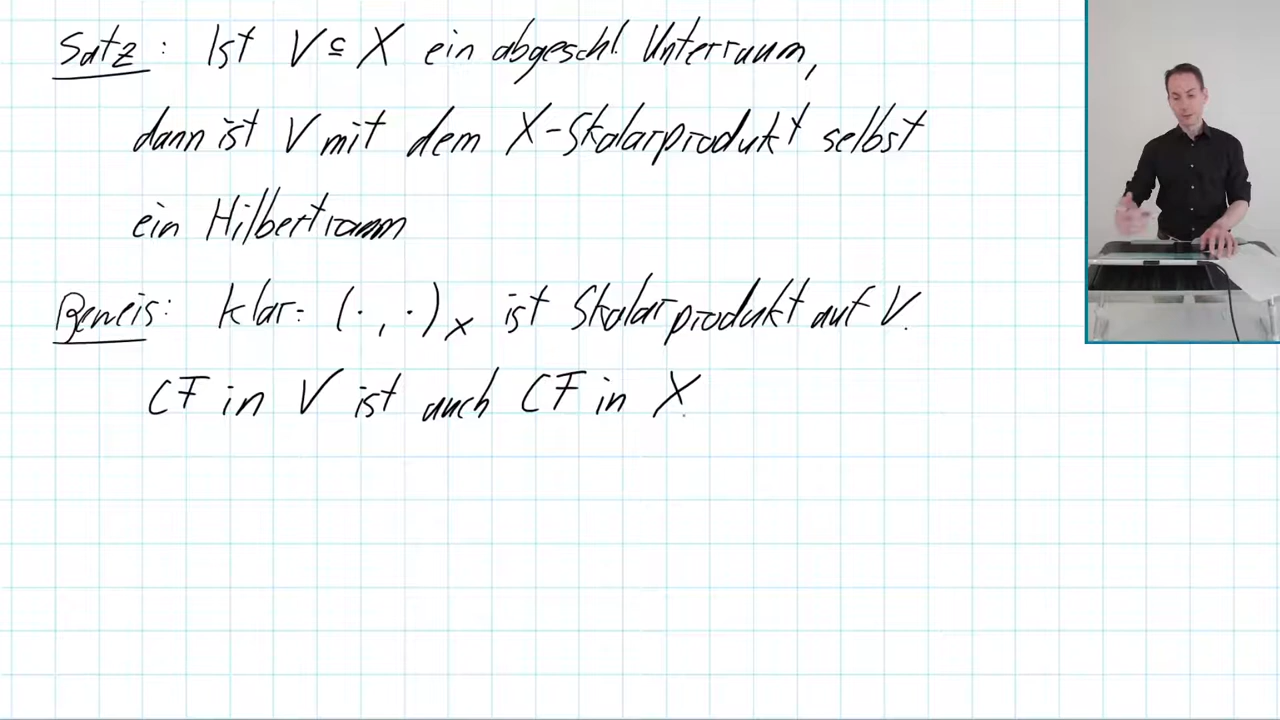 Satz: Ist V ⊆ X ein abgeschl. Unterraum,
dann ist V mit dem X-Skalarprodukt selbst
ein Hilbertraum
Beweis: klar: (·,·)ₓ ist Skalarprodukt auf V.
CF in V ist auch CF in X.